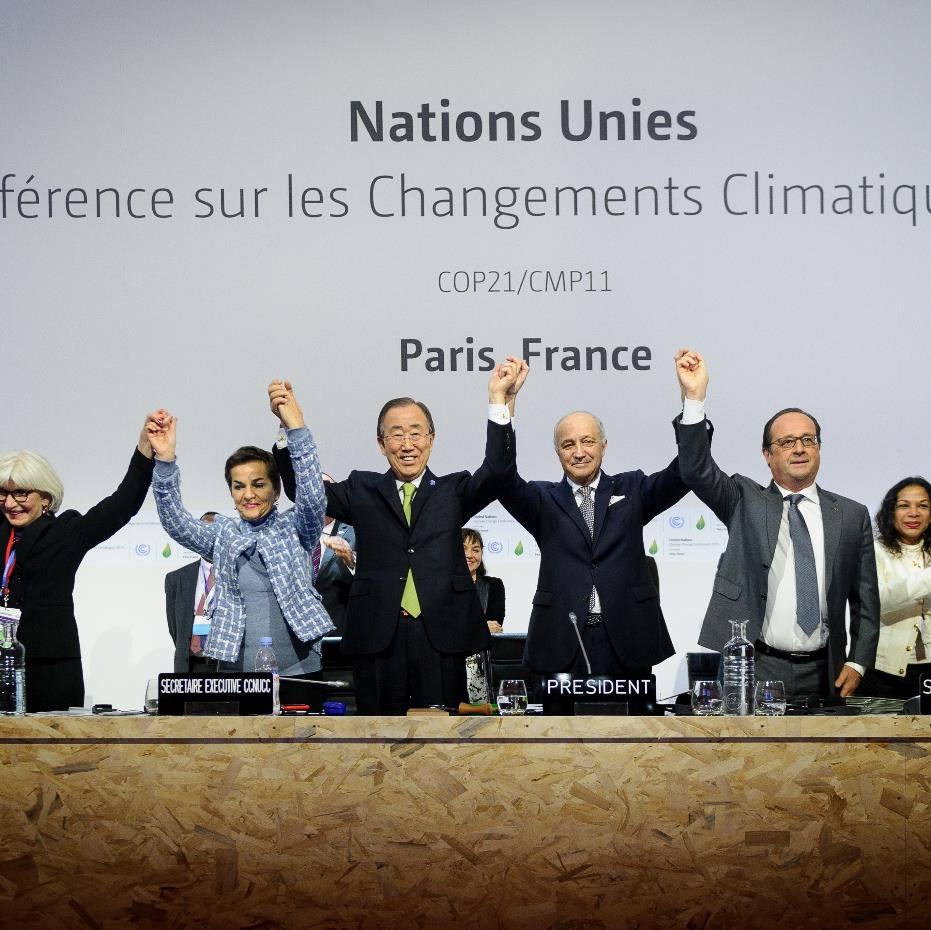 Nations Unies
férence sur les Changements Climatiqu
COP21/CMP11
Paris, France
SECRETAIRE EXECUTIVE CCNUCC
PRESIDENT
S